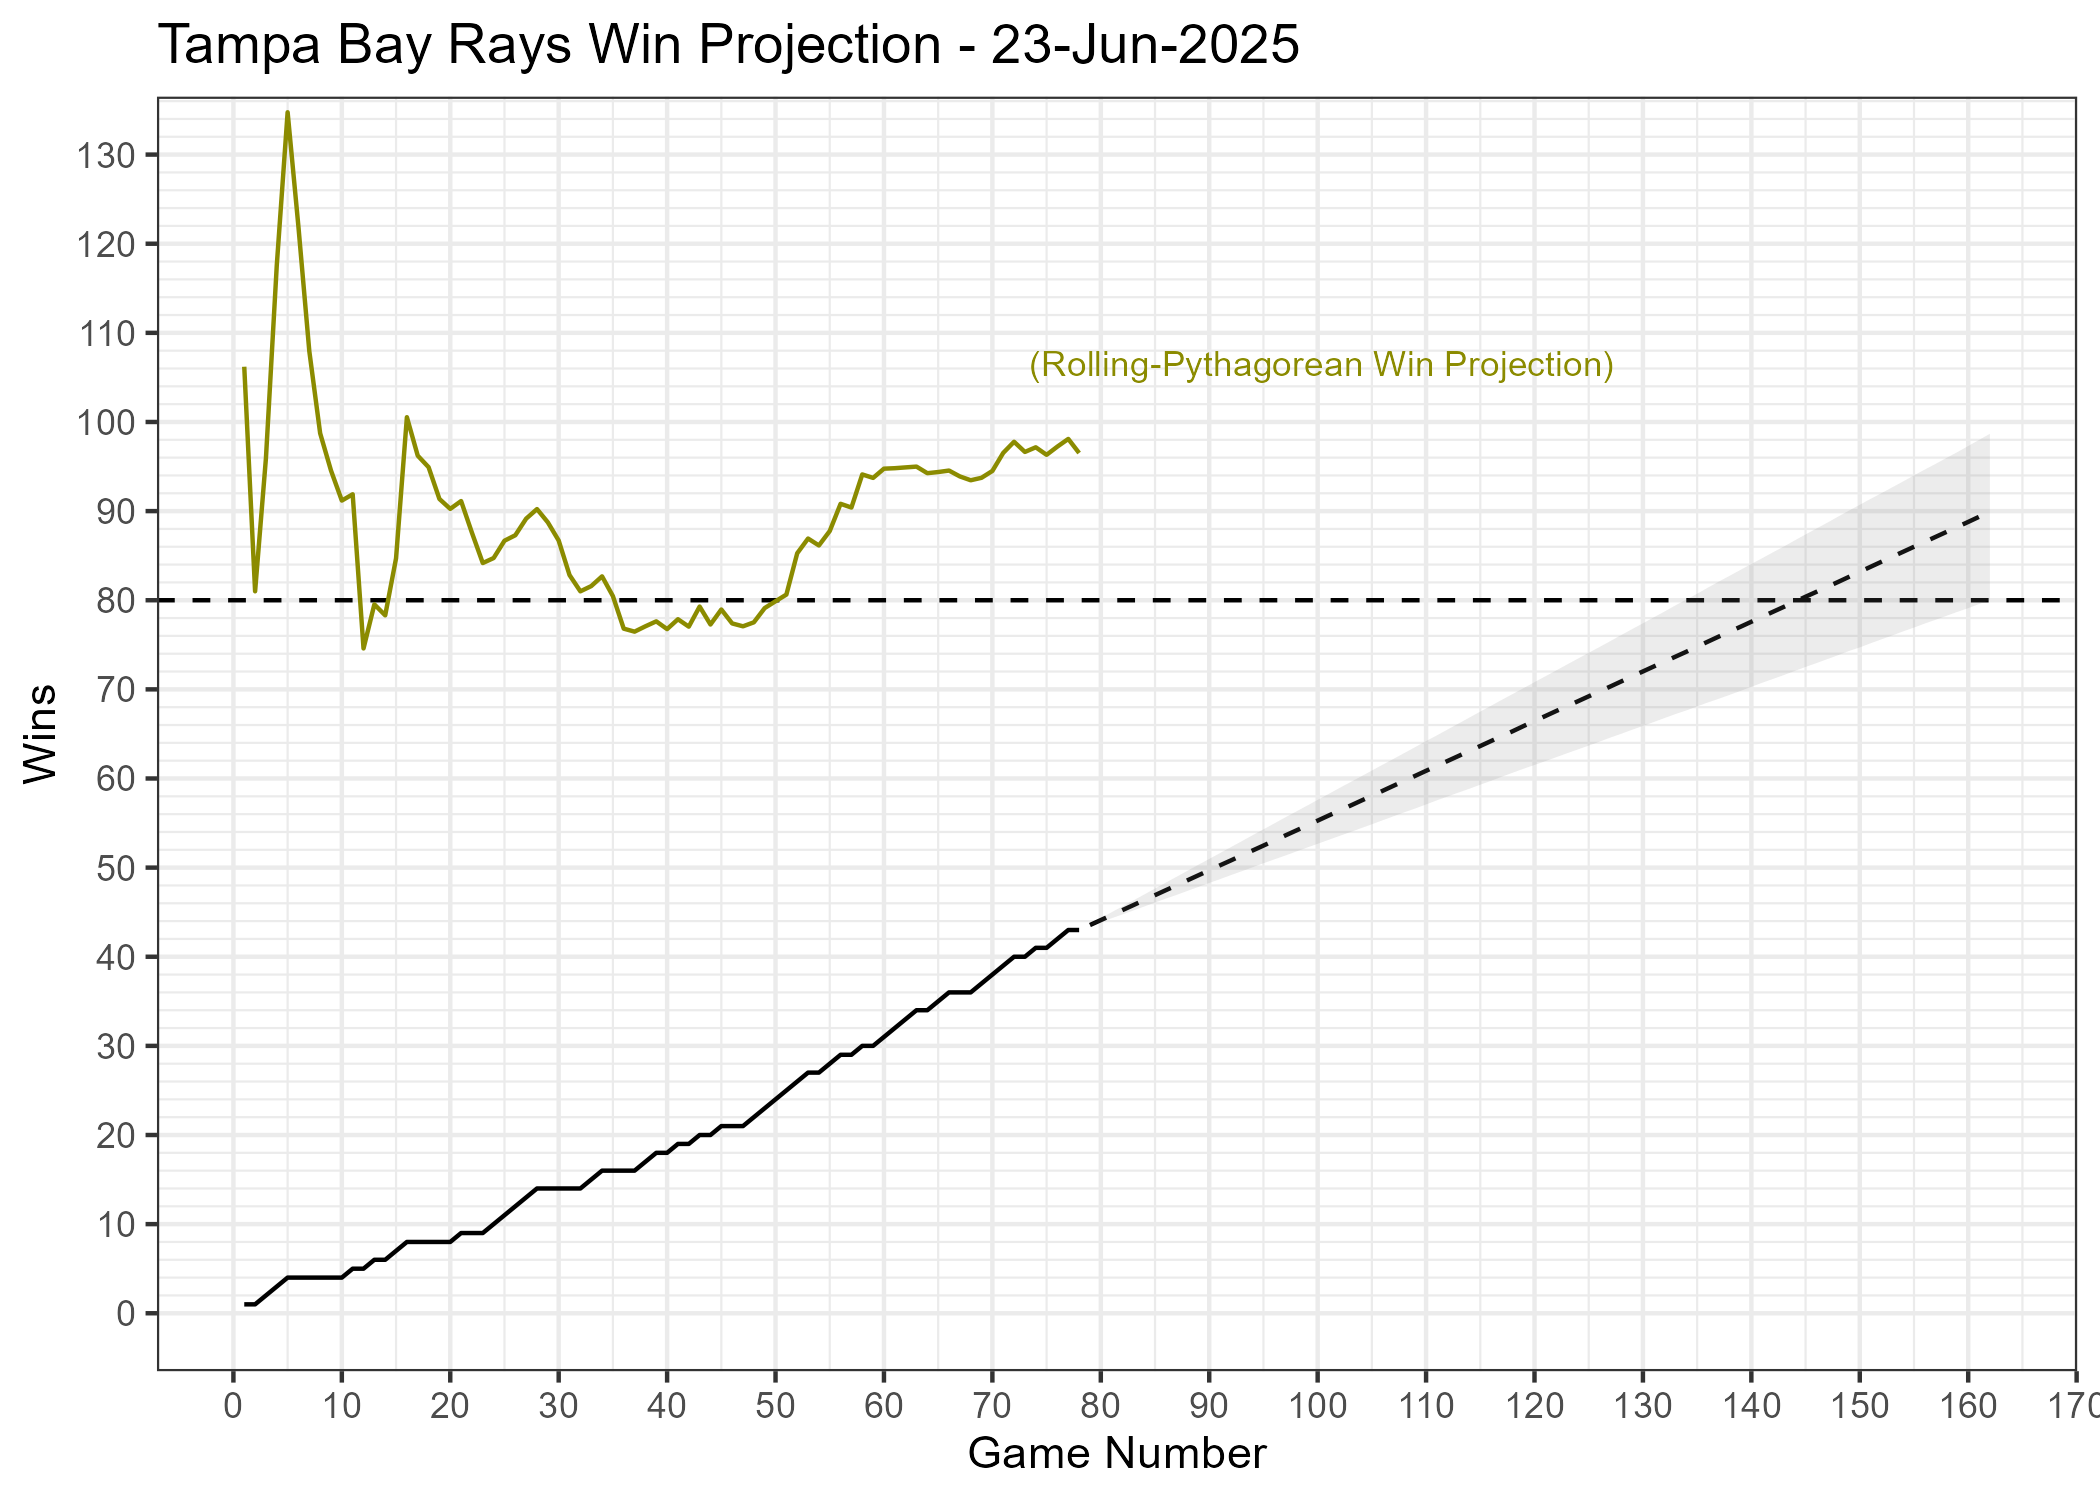 Tampa Bay Rays Win Projection - 23-Jun-2025
130
120
110
(Rolling-Pythagorean Win Projection)
100
90
80
70
Wins
60
50
40
30
20
10
0
0 10 20 30 40 50 60 70 80 90 100 110 120 130 140 150 160 170
Game Number